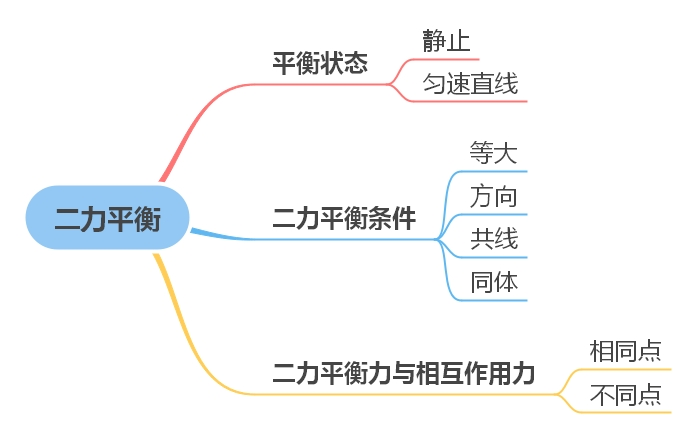 二力平衡
平衡状态
静止
匀速直线
二力平衡条件
等大
方向
共线
同体
二力平衡力与相互作用力
相同点
不同点